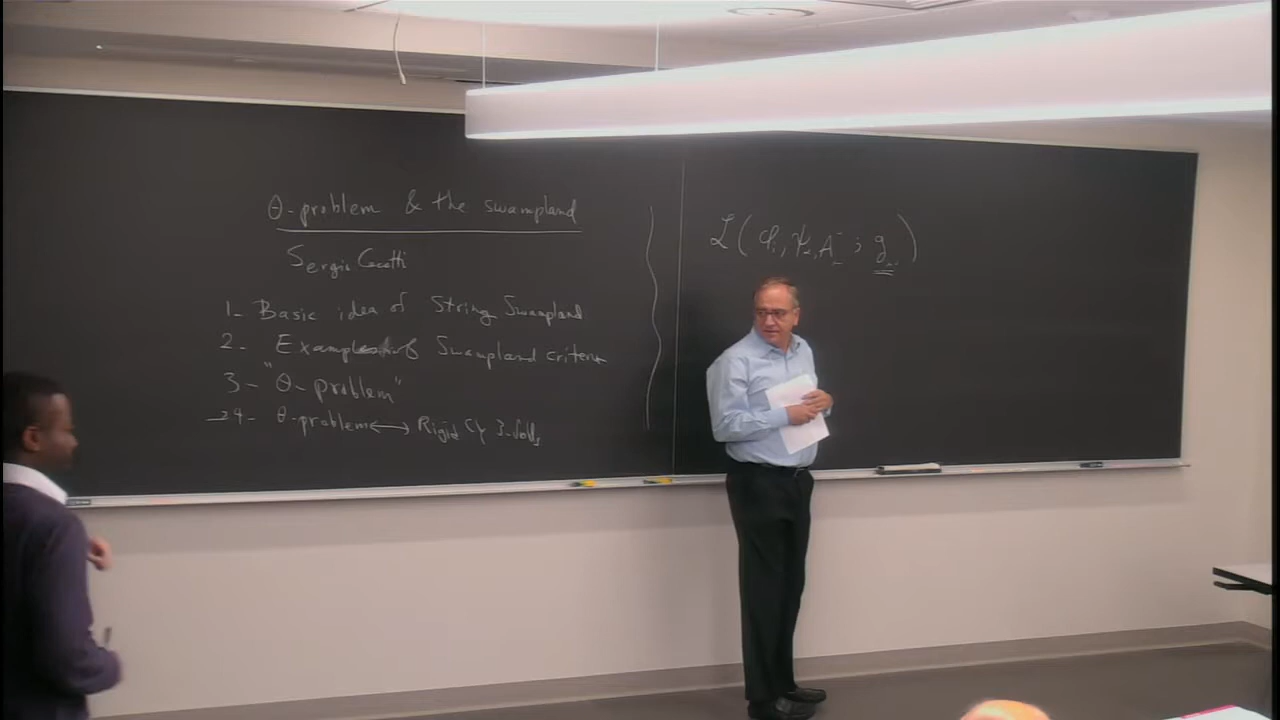 θ-problem & the swampland
Sergio Cecotti
1- Basic idea of String Swampland
2- Examples of Swampland criteria
3- "θ-problem"
→4- θ-problem ↔ Rigid CY 3-folds
ℒ(φᵢ, ψ, A ; g)